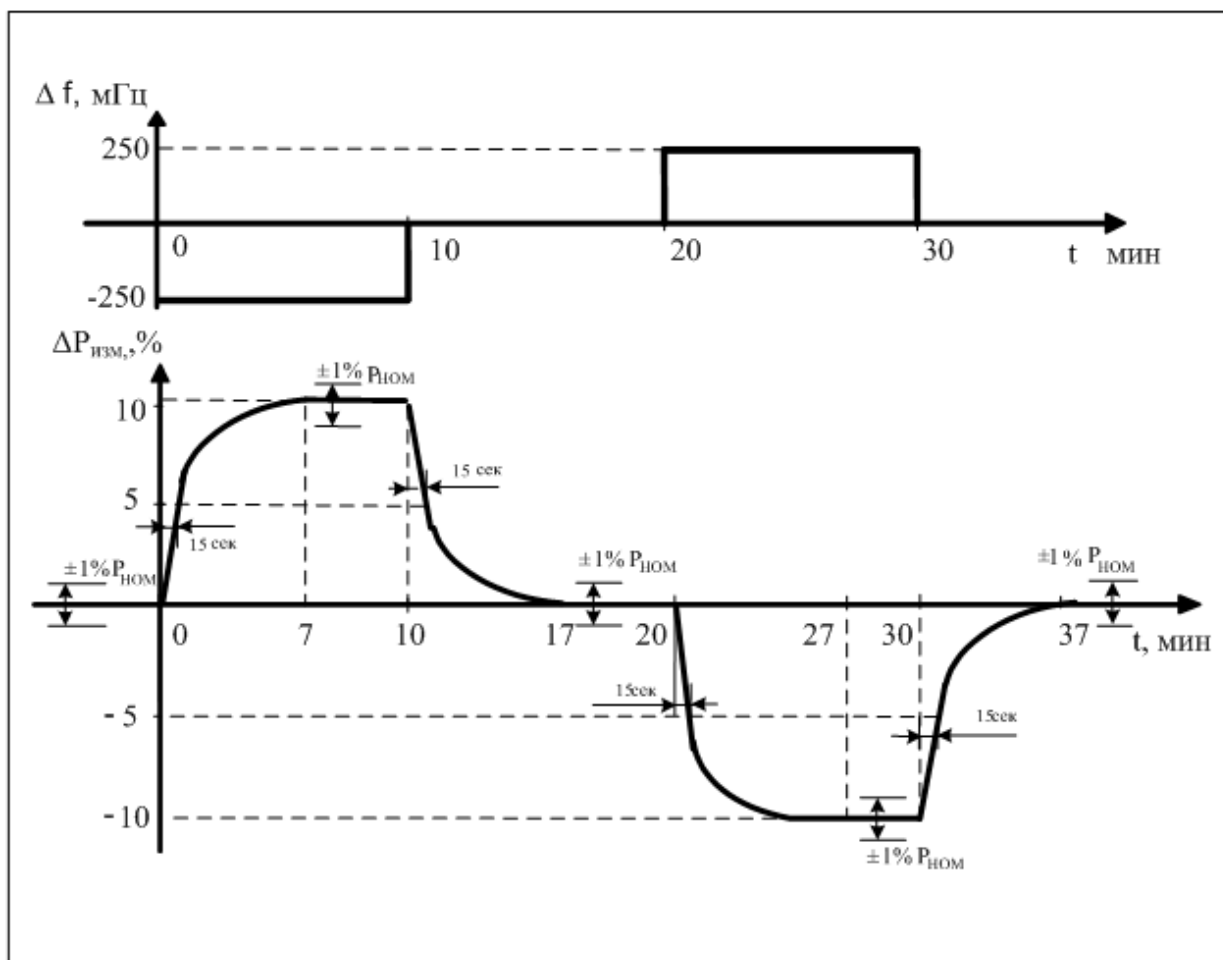 Δ f, мГц
250
0 10 20 30
t мин
-250
ΔPизм,,%
±1% PНОМ
10
15 сек
5
15 сек
±1% PНОМ
±1% PНОМ
±1% PНОМ
0 7 10 17 20 27 30 37
t, мин
15сек
- 5
15сек
-10
±1% PНОМ